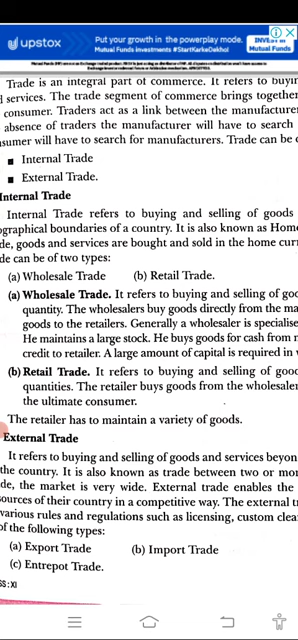 upstox
Put your growth in the powerplay mode.
Mutual Funds investments #StartKarkeDekho!
INVEST in
Mutual Funds
Trade is an integral part of commerce. It refers to buyin
d services. The trade segment of commerce brings together
consumer. Traders act as a link between the manufacture
absence of traders the manufacturer will have to search
nsumer will have to search for manufacturers. Trade can be
■ Internal Trade
■ External Trade.
Internal Trade
Internal Trade refers to buying and selling of goods
ographical boundaries of a country. It is also known as Hom
de, goods and services are bought and sold in the home curr
de can be of two types:
(a) Wholesale Trade (b) Retail Trade.
(a) Wholesale Trade. It refers to buying and selling of goo
quantity. The wholesalers buy goods directly from the ma
goods to the retailers. Generally a wholesaler is specialise
He maintains a large stock. He buys goods for cash from
credit to retailer. A large amount of capital is required in
(b) Retail Trade. It refers to buying and selling of good
quantities. The retailer buys goods from the wholesaler
the ultimate consumer.
The retailer has to maintain a variety of goods.
External Trade
It refers to buying and selling of goods and services beyon
the country. It is also known as trade between two or mor
de, the market is very wide. External trade enables the
sources of their country in a competitive way. The external t
various rules and regulations such as licensing, custom clea
of the following types:
(a) Export Trade (b) Import Trade
(c) Entrepot Trade.
SS : XI